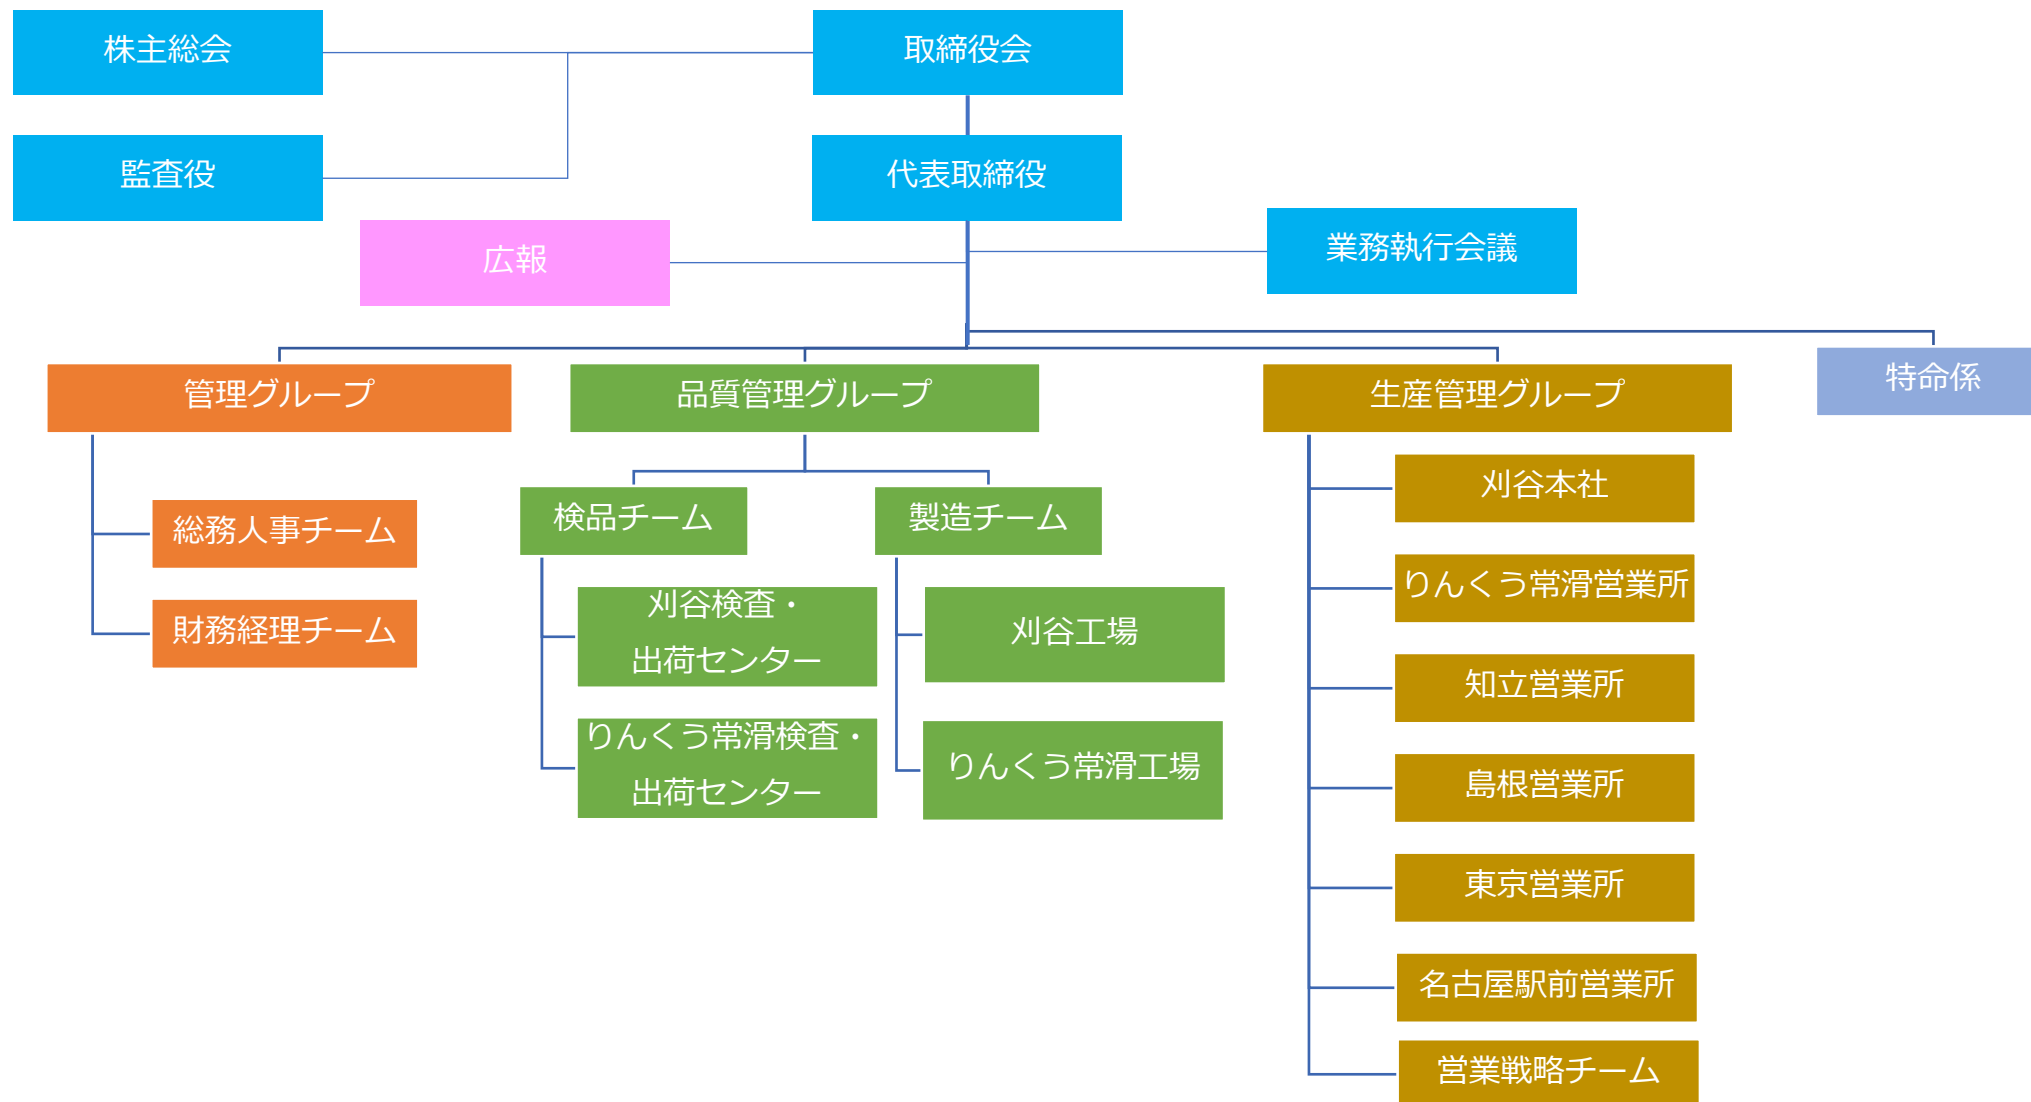 株主総会
取締役会
監査役
代表取締役
広報
業務執行会議
管理グループ
品質管理グループ
生産管理グループ
特命係
総務人事チーム
財務経理チーム
検品チーム
刈谷検査・
出荷センター
りんくう常滑検査・
出荷センター
製造チーム
刈谷工場
りんくう常滑工場
刈谷本社
りんくう常滑営業所
知立営業所
島根営業所
東京営業所
名古屋駅前営業所
営業戦略チーム